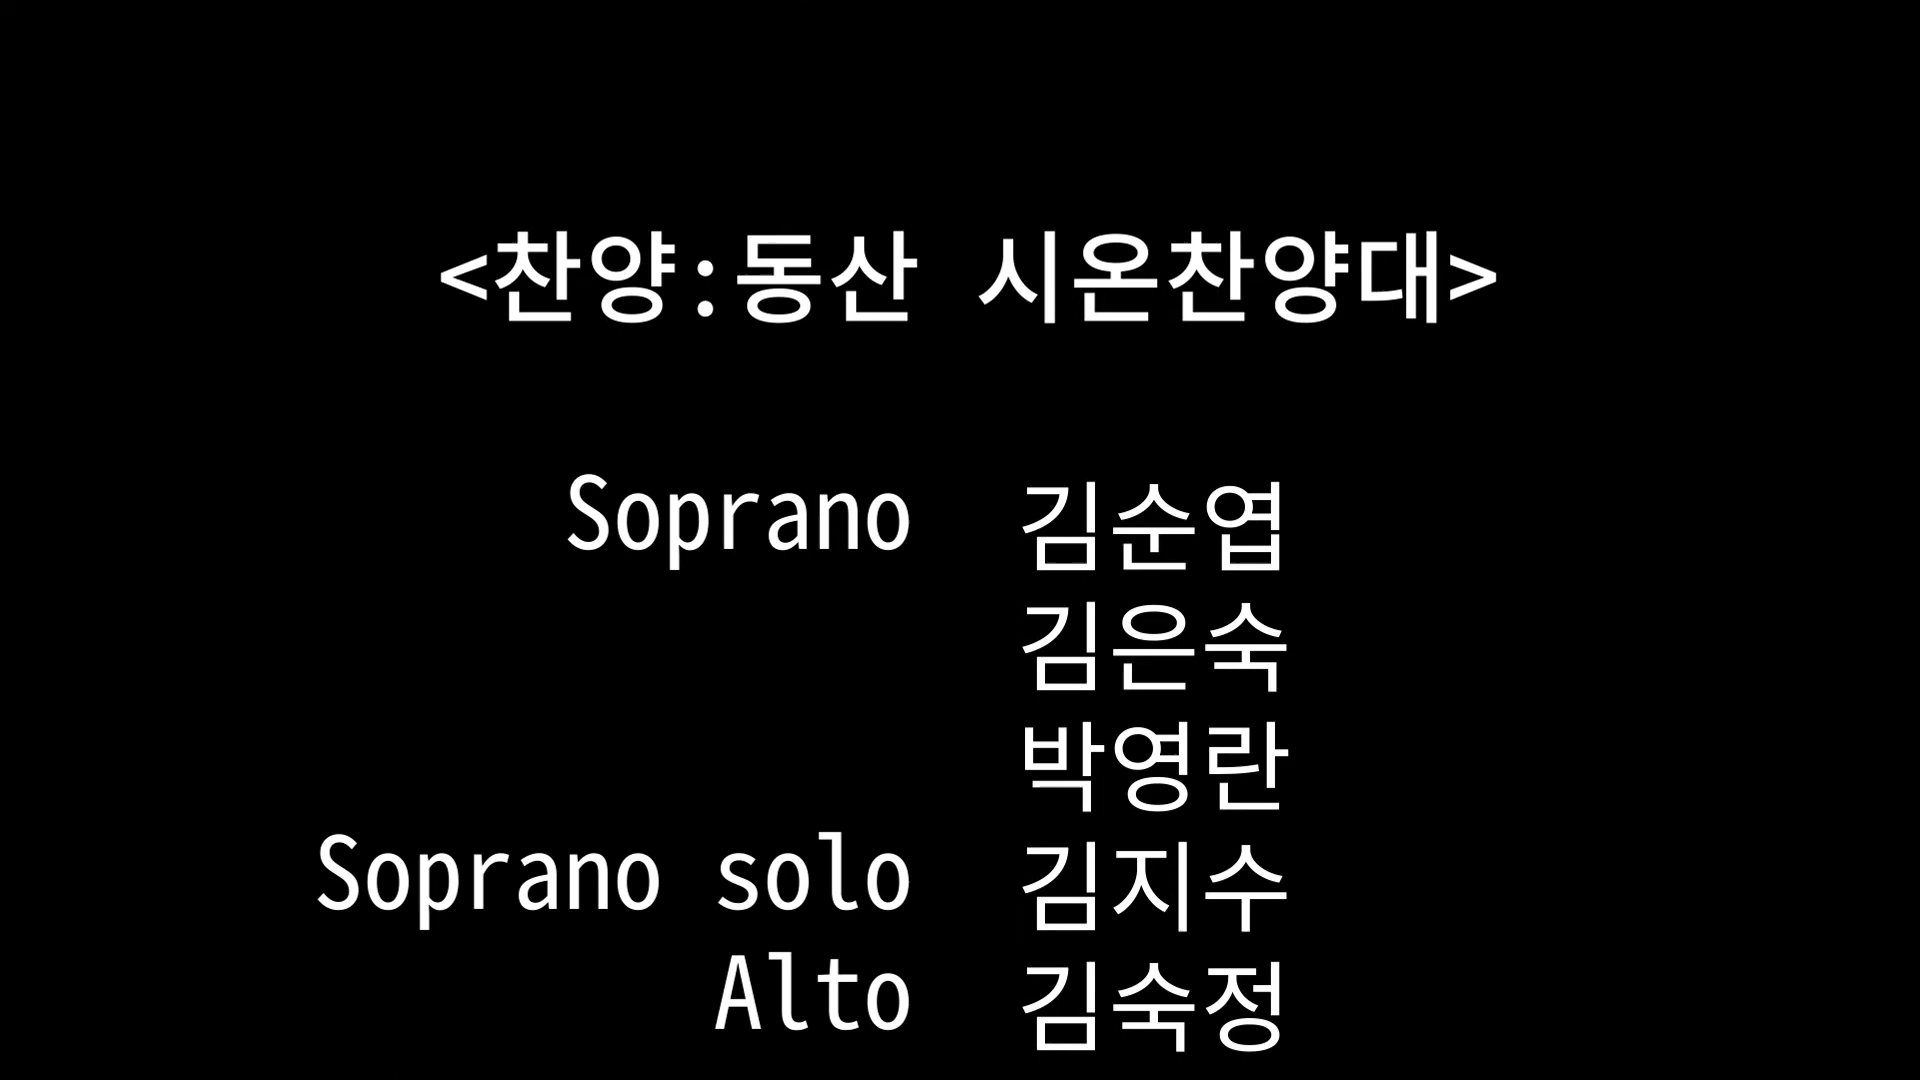 <찬양:동산 시온찬양대>
Soprano 김순엽
김은숙
박영란
Soprano solo 김지수
Alto 김숙정